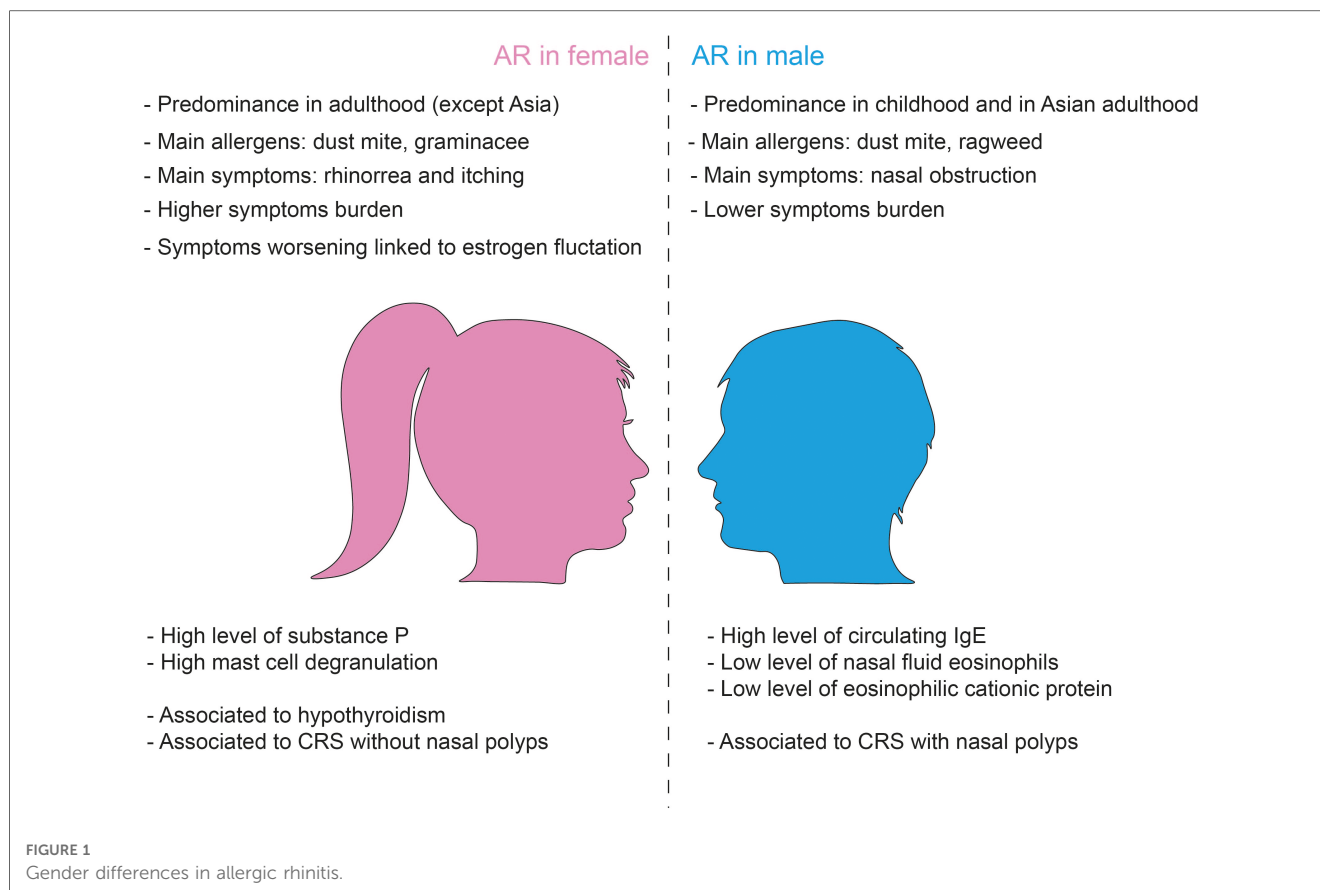 AR in female
- Predominance in adulthood (except Asia)
- Main allergens: dust mite, graminacee
- Main symptoms: rhinorrea and itching
- Higher symptoms burden
- Symptoms worsening linked to estrogen fluctation
AR in male
- Predominance in childhood and in Asian adulthood
- Main allergens: dust mite, ragweed
- Main symptoms: nasal obstruction
- Lower symptoms burden
- High level of substance P
- High mast cell degranulation
- Associated to hypothyroidism
- Associated to CRS without nasal polyps
- High level of circulating IgE
- Low level of nasal fluid eosinophils
- Low level of eosinophilic cationic protein
- Associated to CRS with nasal polyps
FIGURE 1
Gender differences in allergic rhinitis.